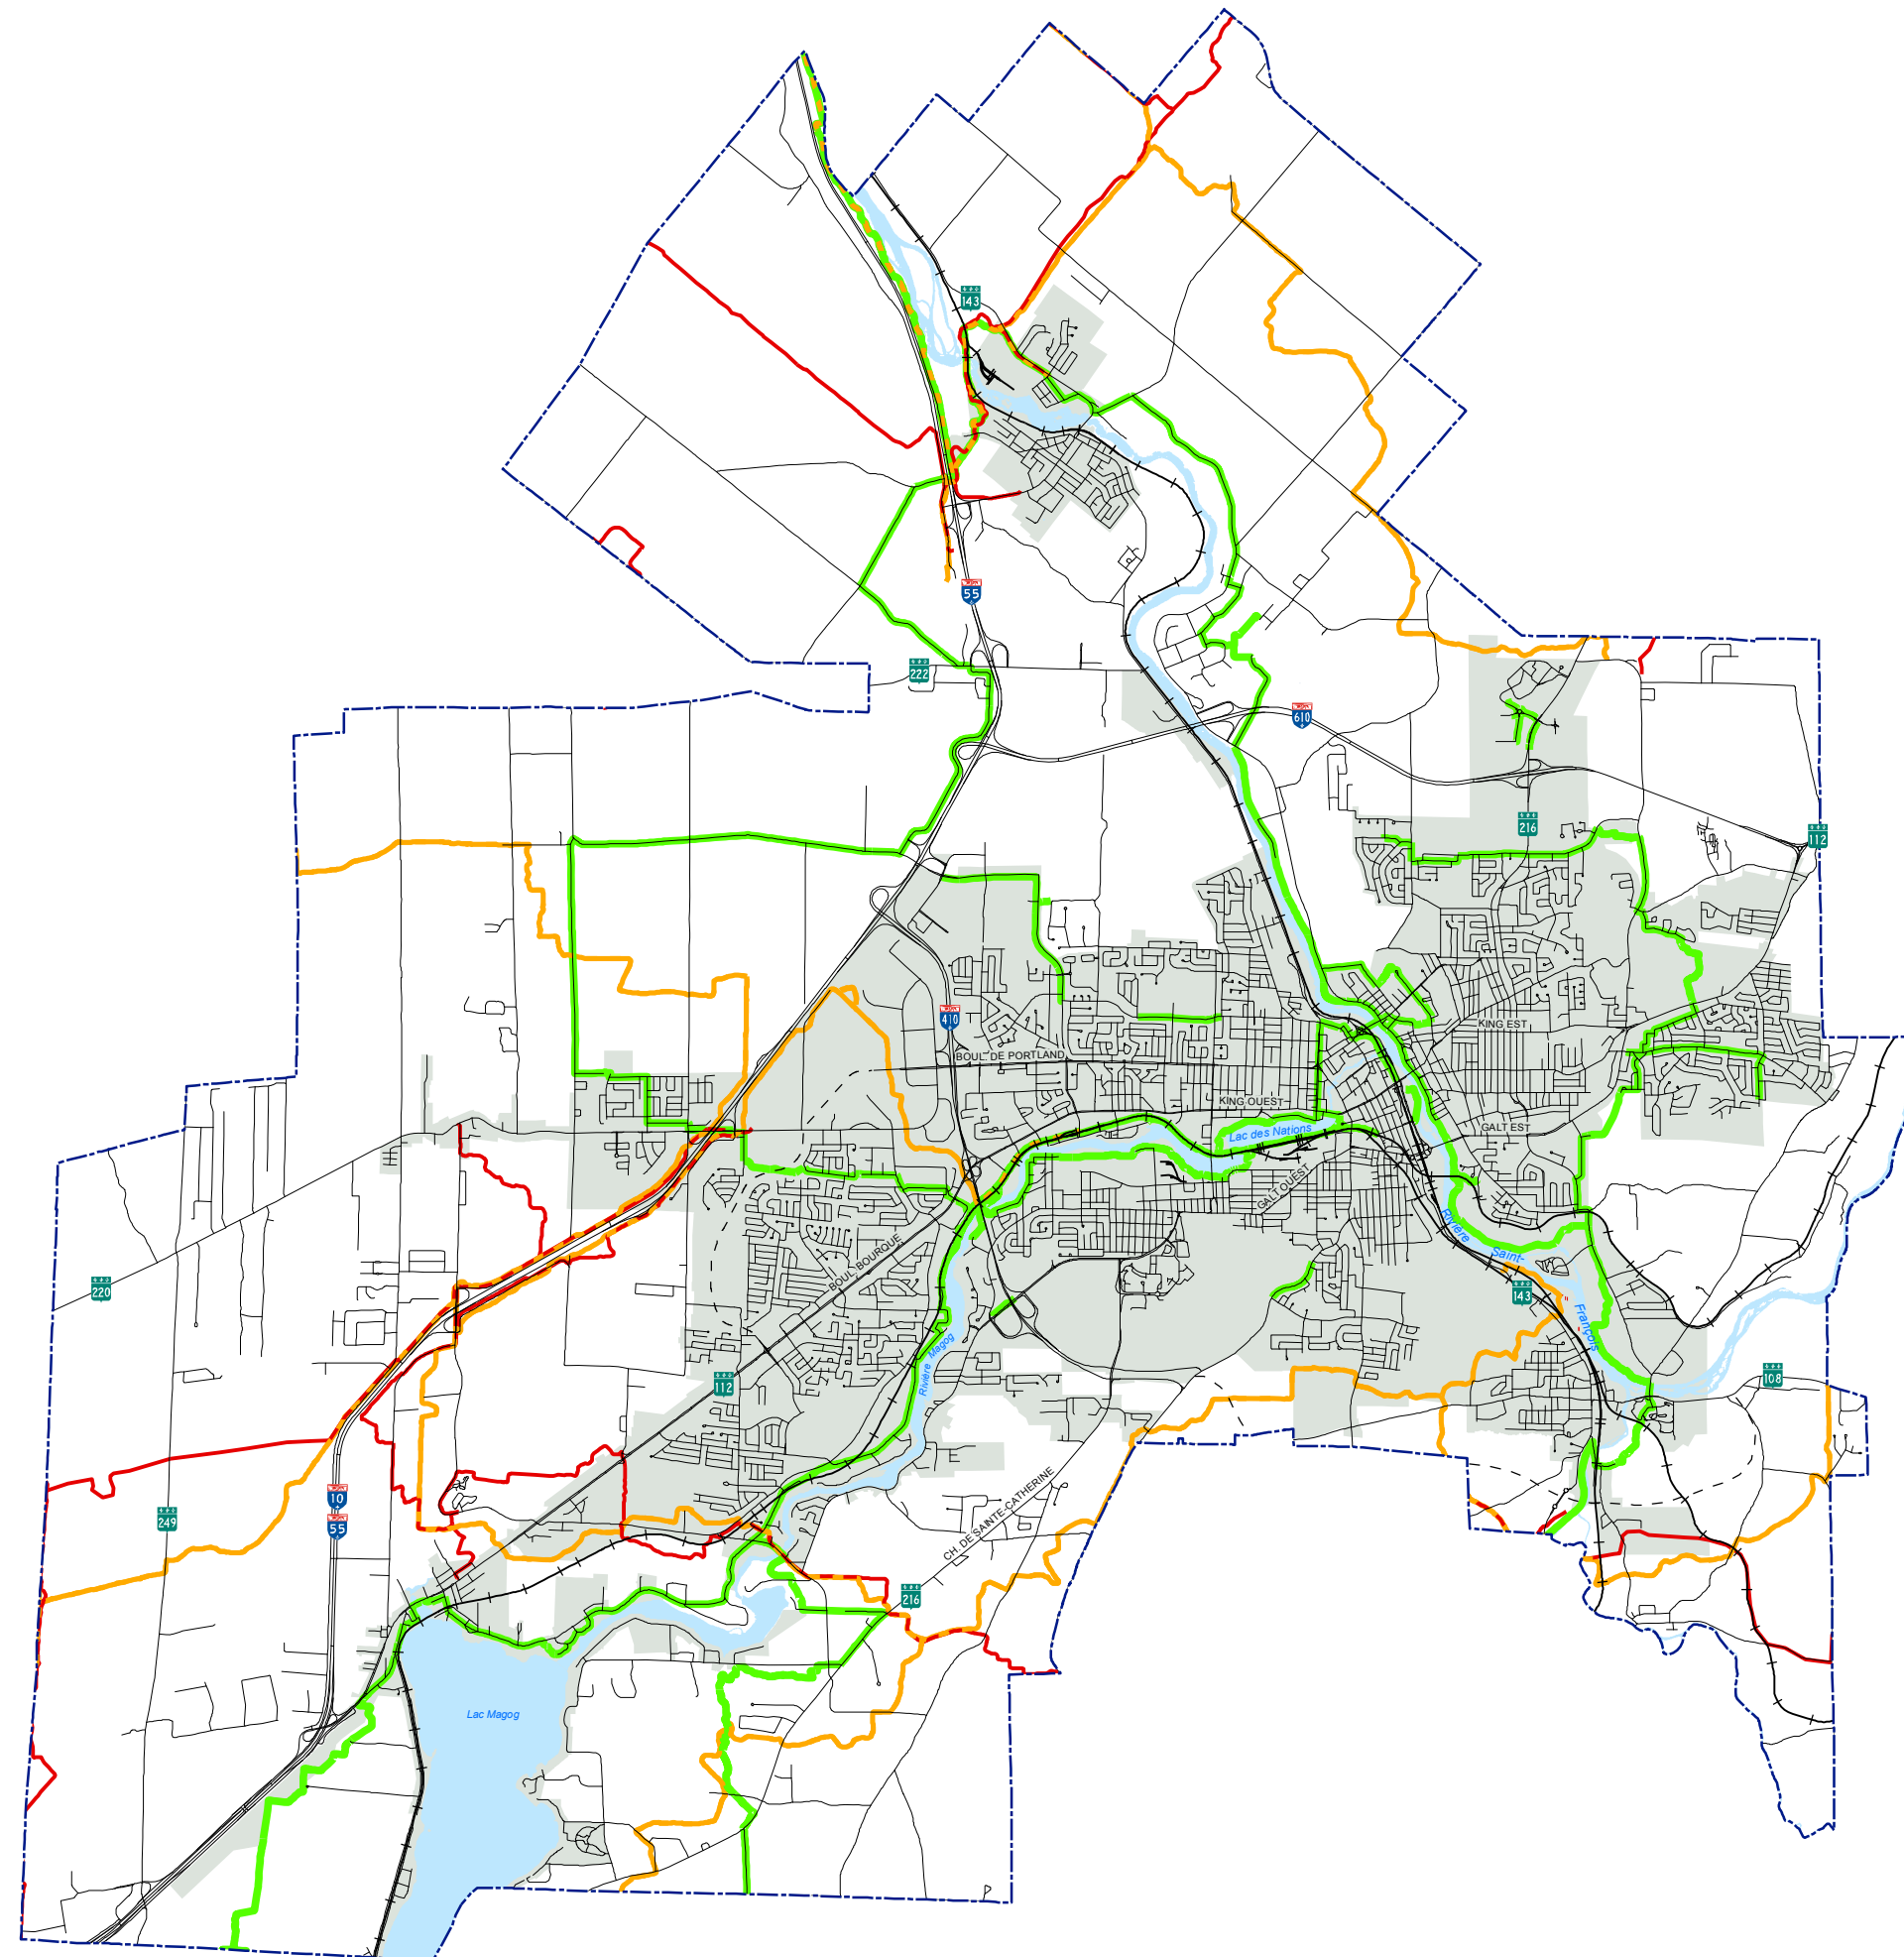 143
55
222
610
216
112
410
KING EST
BOUL. DE PORTLAND
KING OUEST
Lac des Nations
GALT EST
GALT OUEST
Rivière
Saint-
François
BOUL. BOURQUE
220
143
Rivière Magog
108
112
CH. DE SAINTE-CATHERINE
10
55
249
216
Lac Magog